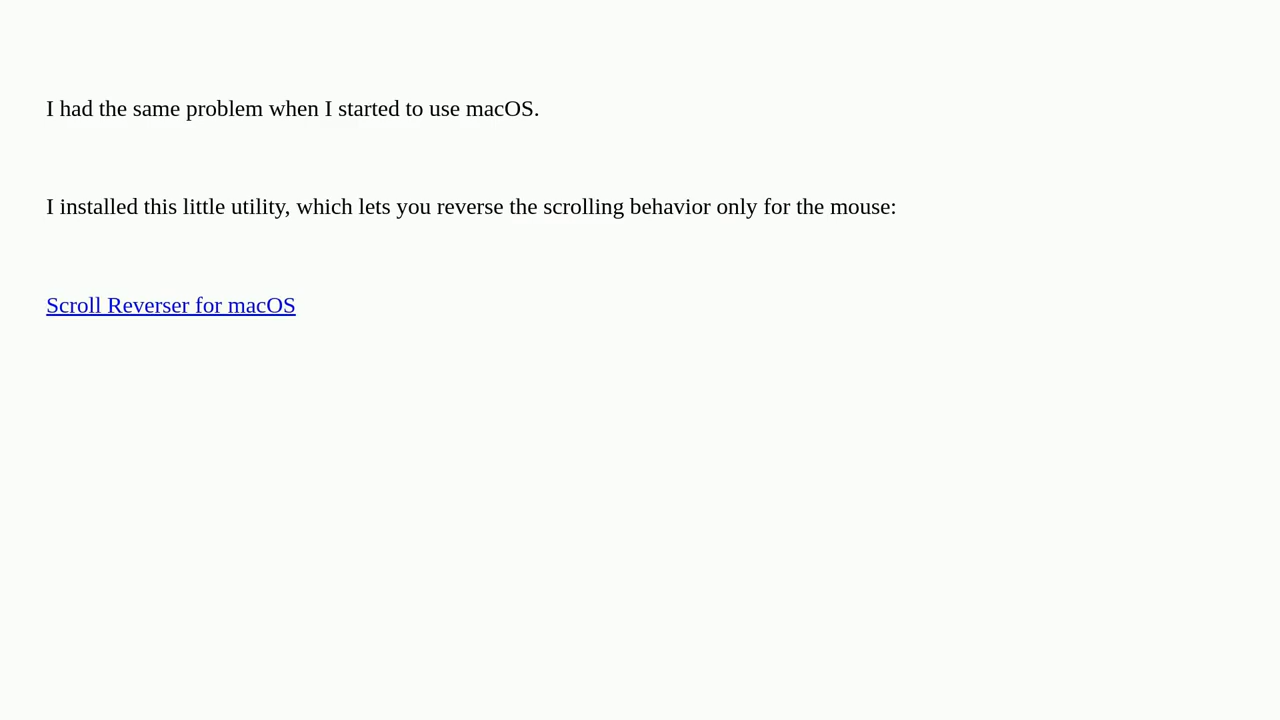 I had the same problem when I started to use macOS.
I installed this little utility, which lets you reverse the scrolling behavior only for the mouse:
Scroll Reverser for macOS